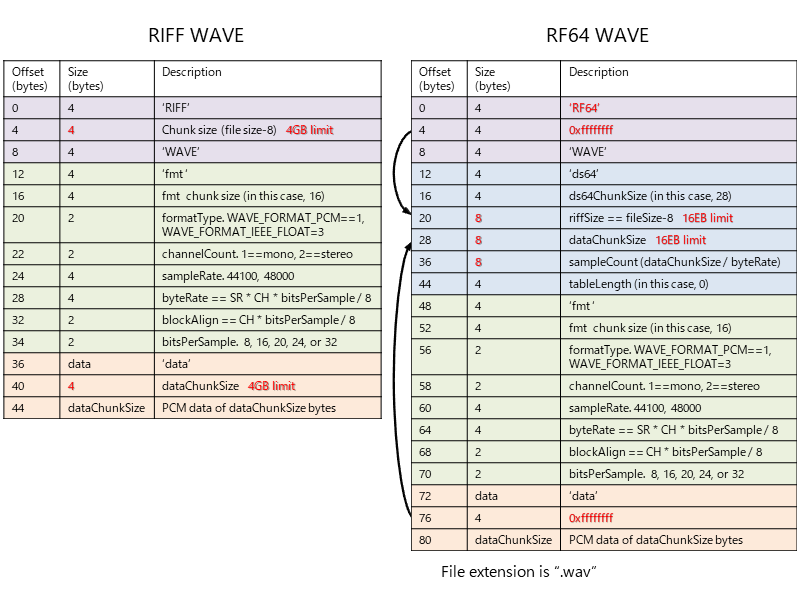 RIFF WAVE
Offset (bytes) Size (bytes) Description
0 4 ‘RIFF’
4 4 Chunk size (file size-8) 4GB limit
8 4 ‘WAVE’
12 4 ‘fmt ’
16 4 fmt chunk size (in this case, 16)
20 2 formatType. WAVE_FORMAT_PCM==1,
WAVE_FORMAT_IEEE_FLOAT=3
22 2 channelCount. 1==mono, 2==stereo
24 4 sampleRate. 44100, 48000
28 4 byteRate == SR * CH * bitsPerSample / 8
32 2 blockAlign == CH * bitsPerSample / 8
34 2 bitsPerSample. 8, 16, 20, 24, or 32
36 data ‘data’
40 4 dataChunkSize 4GB limit
44 dataChunkSize PCM data of dataChunkSize bytes
RF64 WAVE
Offset (bytes) Size (bytes) Description
0 4 ‘RF64’
4 4 0xffffffff
8 4 ‘WAVE’
12 4 ‘ds64’
16 4 ds64ChunkSize (in this case, 28)
20 8 riffSize == fileSize-8 16EB limit
28 8 dataChunkSize 16EB limit
36 8 sampleCount (dataChunkSize / byteRate)
44 4 tableLength (in this case, 0)
48 4 ‘fmt ‘
52 4 fmt chunk size (in this case, 16)
56 2 formatType. WAVE_FORMAT_PCM==1,
WAVE_FORMAT_IEEE_FLOAT=3
58 2 channelCount. 1==mono, 2==stereo
60 4 sampleRate. 44100, 48000
64 4 byteRate == SR * CH * bitsPerSample / 8
68 2 blockAlign == CH * bitsPerSample / 8
70 2 bitsPerSample. 8, 16, 20, 24, or 32
72 data ‘data’
76 4 0xffffffff
80 dataChunkSize PCM data of dataChunkSize bytes
File extension is “.wav”